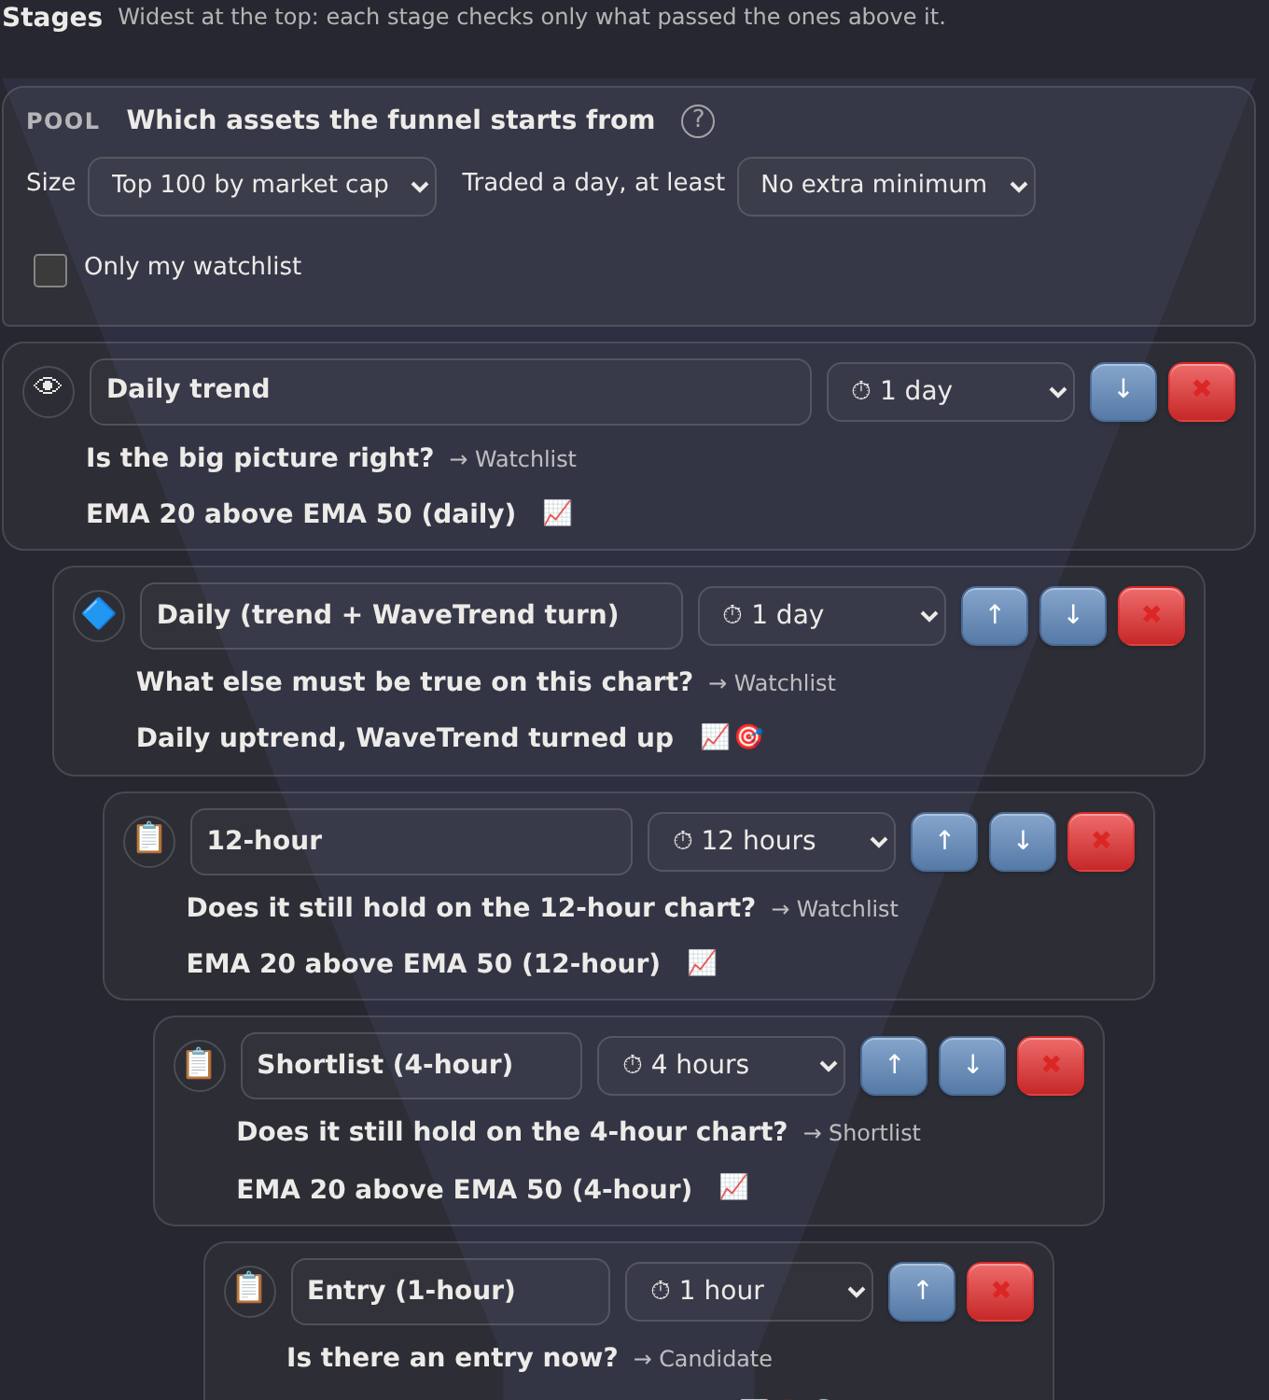 Stages Widest at the top: each stage checks only what passed the ones above it.
POOL Which assets the funnel starts from ?
Size Top 100 by market cap Traded a day, at least No extra minimum
Only my watchlist
Daily trend 1 day ↓
Is the big picture right? → Watchlist
EMA 20 above EMA 50 (daily)
Daily (trend + WaveTrend turn) 1 day ↑ ↓
What else must be true on this chart? → Watchlist
Daily uptrend, WaveTrend turned up
12-hour 12 hours ↑ ↓
Does it still hold on the 12-hour chart? → Watchlist
EMA 20 above EMA 50 (12-hour)
Shortlist (4-hour) 4 hours ↑ ↓
Does it still hold on the 4-hour chart? → Shortlist
EMA 20 above EMA 50 (4-hour)
Entry (1-hour) 1 hour ↑
Is there an entry now? → Candidate